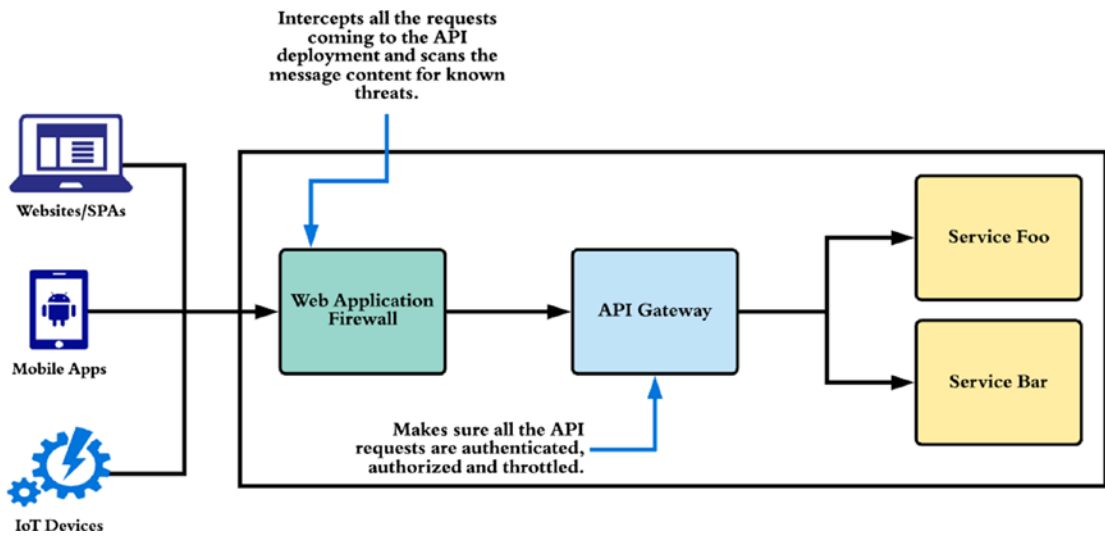 Intercepts all the requests
coming to the API
deployment and scans the
message content for known
threats.
Websites/SPAs
Mobile Apps
IoT Devices
Web Application
Firewall
API Gateway
Makes sure all the API
requests are authenticated,
authorized and throttled.
Service Foo
Service Bar